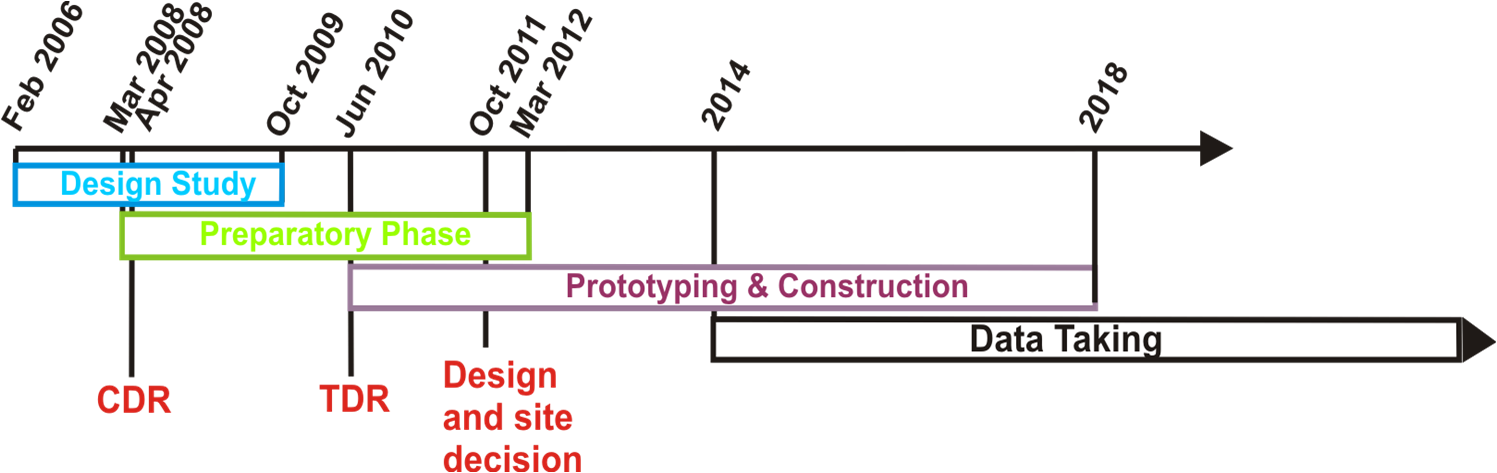 Feb 2006
Mar 2008
Apr 2008
Oct 2009
Jun 2010
Oct 2011
Mar 2012
2014
2018
Design Study
Preparatory Phase
Prototyping & Construction
Data Taking
CDR
TDR
Design
and site
decision